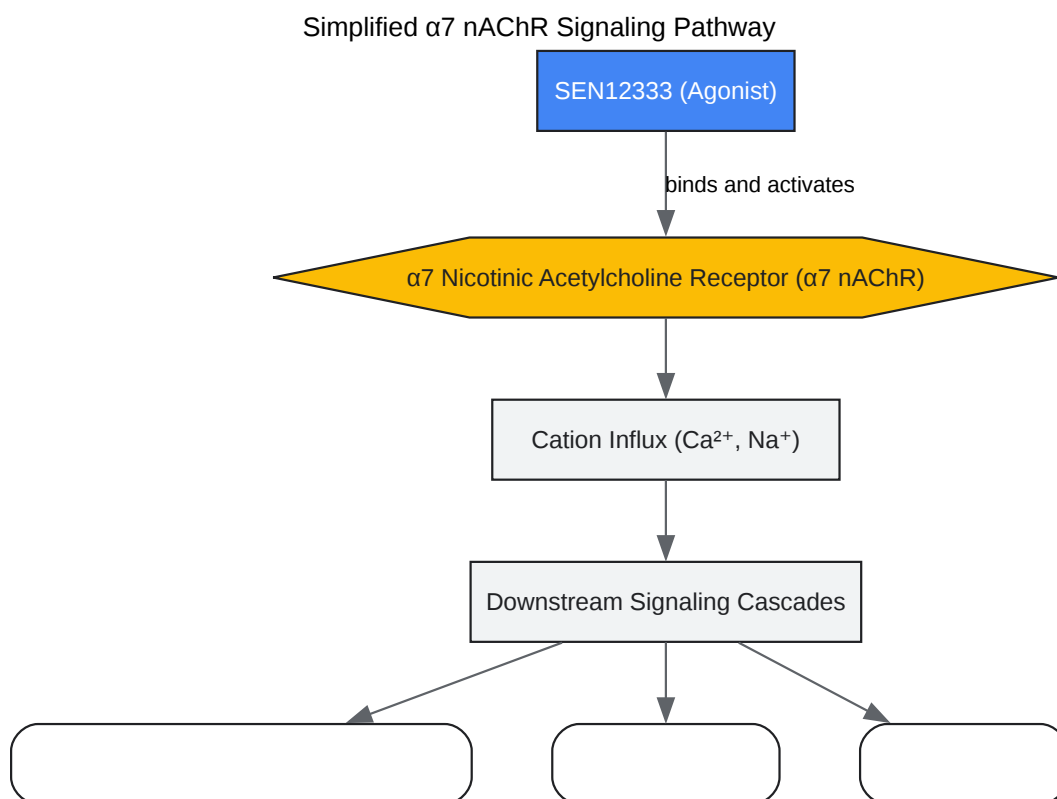 Simplified α7 nAChR Signaling Pathway
SEN12333 (Agonist)
binds and activates
α7 Nicotinic Acetylcholine Receptor (α7 nAChR)
Cation Influx (Ca²⁺, Na⁺)
Downstream Signaling Cascades